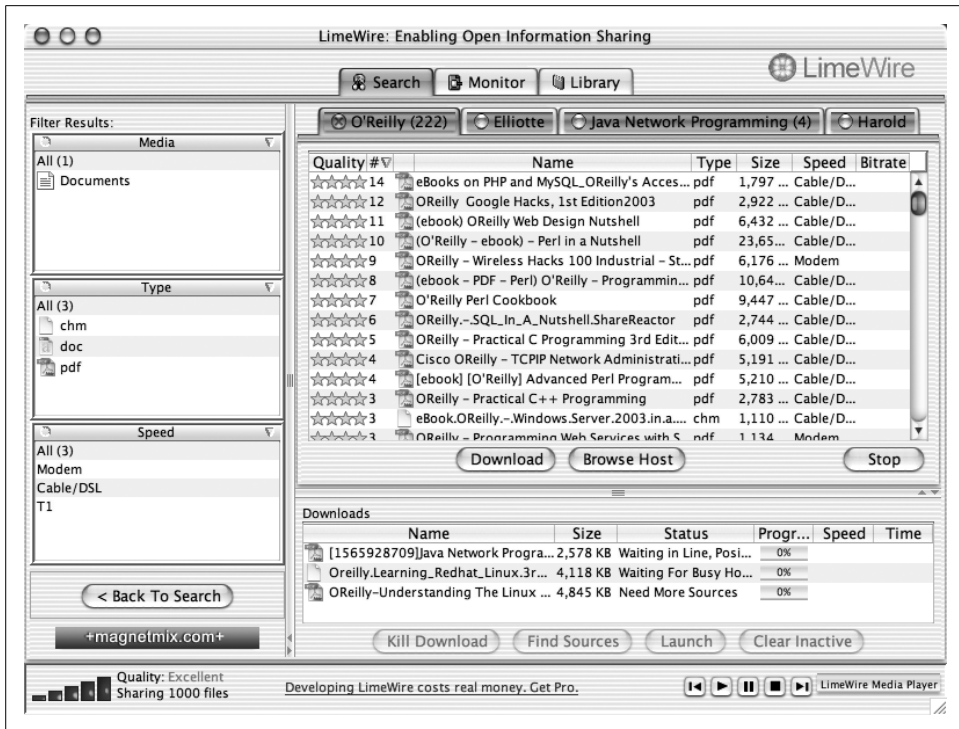 LimeWire: Enabling Open Information Sharing
LimeWire
Search Monitor Library
Filter Results:
Media
All (1)
Documents
Type
All (3)
chm
doc
pdf
Speed
All (3)
Modem
Cable/DSL
T1
< Back To Search
+magnetmix.com+
O'Reilly (222) Elliotte Java Network Programming (4) Harold
Quality # Name Type Size Speed Bitrate
14 eBooks on PHP and MySQL_OReilly's Acces... pdf 1,797 ... Cable/D...
12 OReilly Google Hacks, 1st Edition2003 pdf 2,922 ... Cable/D...
11 (ebook) OReilly Web Design Nutshell pdf 6,432 ... Cable/D...
10 (O'Reilly – ebook) – Perl in a Nutshell pdf 23,65... Cable/D...
9 OReilly – Wireless Hacks 100 Industrial – St... pdf 6,176 ... Modem
8 (ebook – PDF – Perl) O'Reilly – Programmin... pdf 10,64... Cable/D...
7 O'Reilly Perl Cookbook pdf 9,447 ... Cable/D...
6 OReilly.–.SQL_In_A_Nutshell.ShareReactor pdf 2,744 ... Cable/D...
5 OReilly – Practical C Programming 3rd Edit... pdf 6,009 ... Cable/D...
4 Cisco OReilly – TCPIP Network Administrati... pdf 5,191 ... Cable/D...
4 [ebook] [O'Reilly] Advanced Perl Program... pdf 5,210 ... Cable/D...
3 OReilly – Practical C++ Programming pdf 2,783 ... Cable/D...
3 eBook.OReilly.–.Windows.Server.2003.in.a.... chm 1,110 ... Cable/D...
3 OReilly – Programming Web Services with S... pdf 1,134 ... Modem
Download Browse Host Stop
Downloads
Name Size Status Progr... Speed Time
[1565928709]Java Network Progra... 2,578 KB Waiting in Line, Posi... 0%
Oreilly.Learning_Redhat_Linux.3r... 4,118 KB Waiting For Busy Ho... 0%
OReilly–Understanding The Linux ... 4,845 KB Need More Sources 0%
Kill Download Find Sources Launch Clear Inactive
Quality: Excellent
Sharing 1000 files
Developing LimeWire costs real money. Get Pro.
LimeWire Media Player